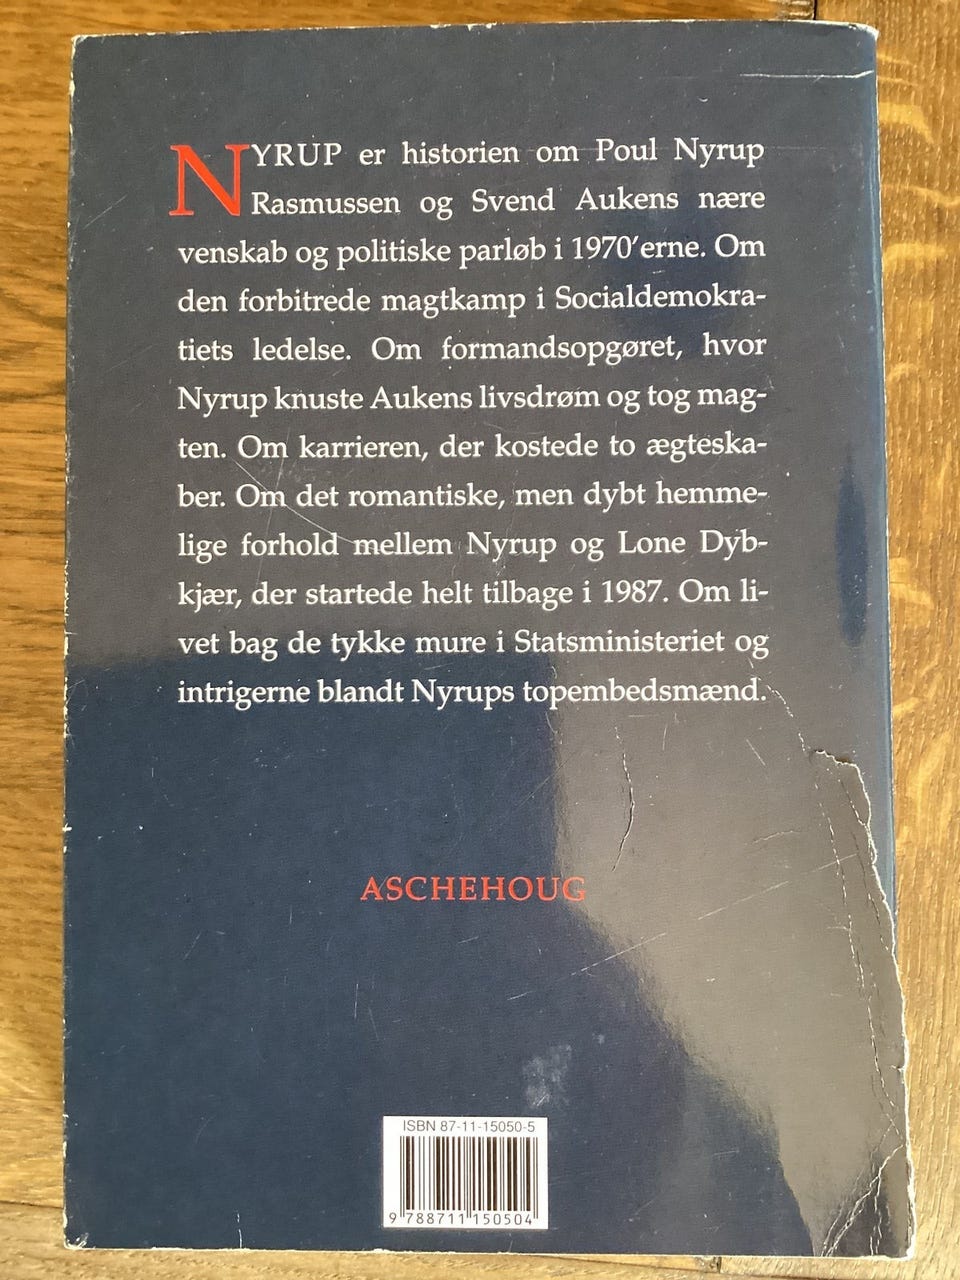 NYRUP er historien om Poul Nyrup
Rasmussen og Svend Aukens nære
venskab og politiske parløb i 1970'erne. Om
den forbitrede magtkamp i Socialdemokra-
tiets ledelse. Om formandsopgøret, hvor
Nyrup knuste Aukens livsdrøm og tog mag-
ten. Om karrieren, der kostede to ægteska-
ber. Om det romantiske, men dybt hemme-
lige forhold mellem Nyrup og Lone Dyb-
kjær, der startede helt tilbage i 1987. Om li-
vet bag de tykke mure i Statsministeriet og
intrigerne blandt Nyrups topembedsmænd.
ASCHEHOUG
ISBN 87-11-15050-5
9 788711 150504